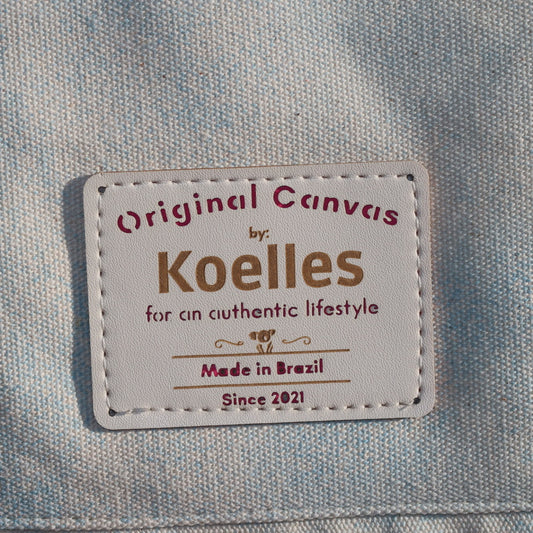 Original Canvas
by:
Koelles
for an authentic lifestyle
Made in Brazil
Since 2021